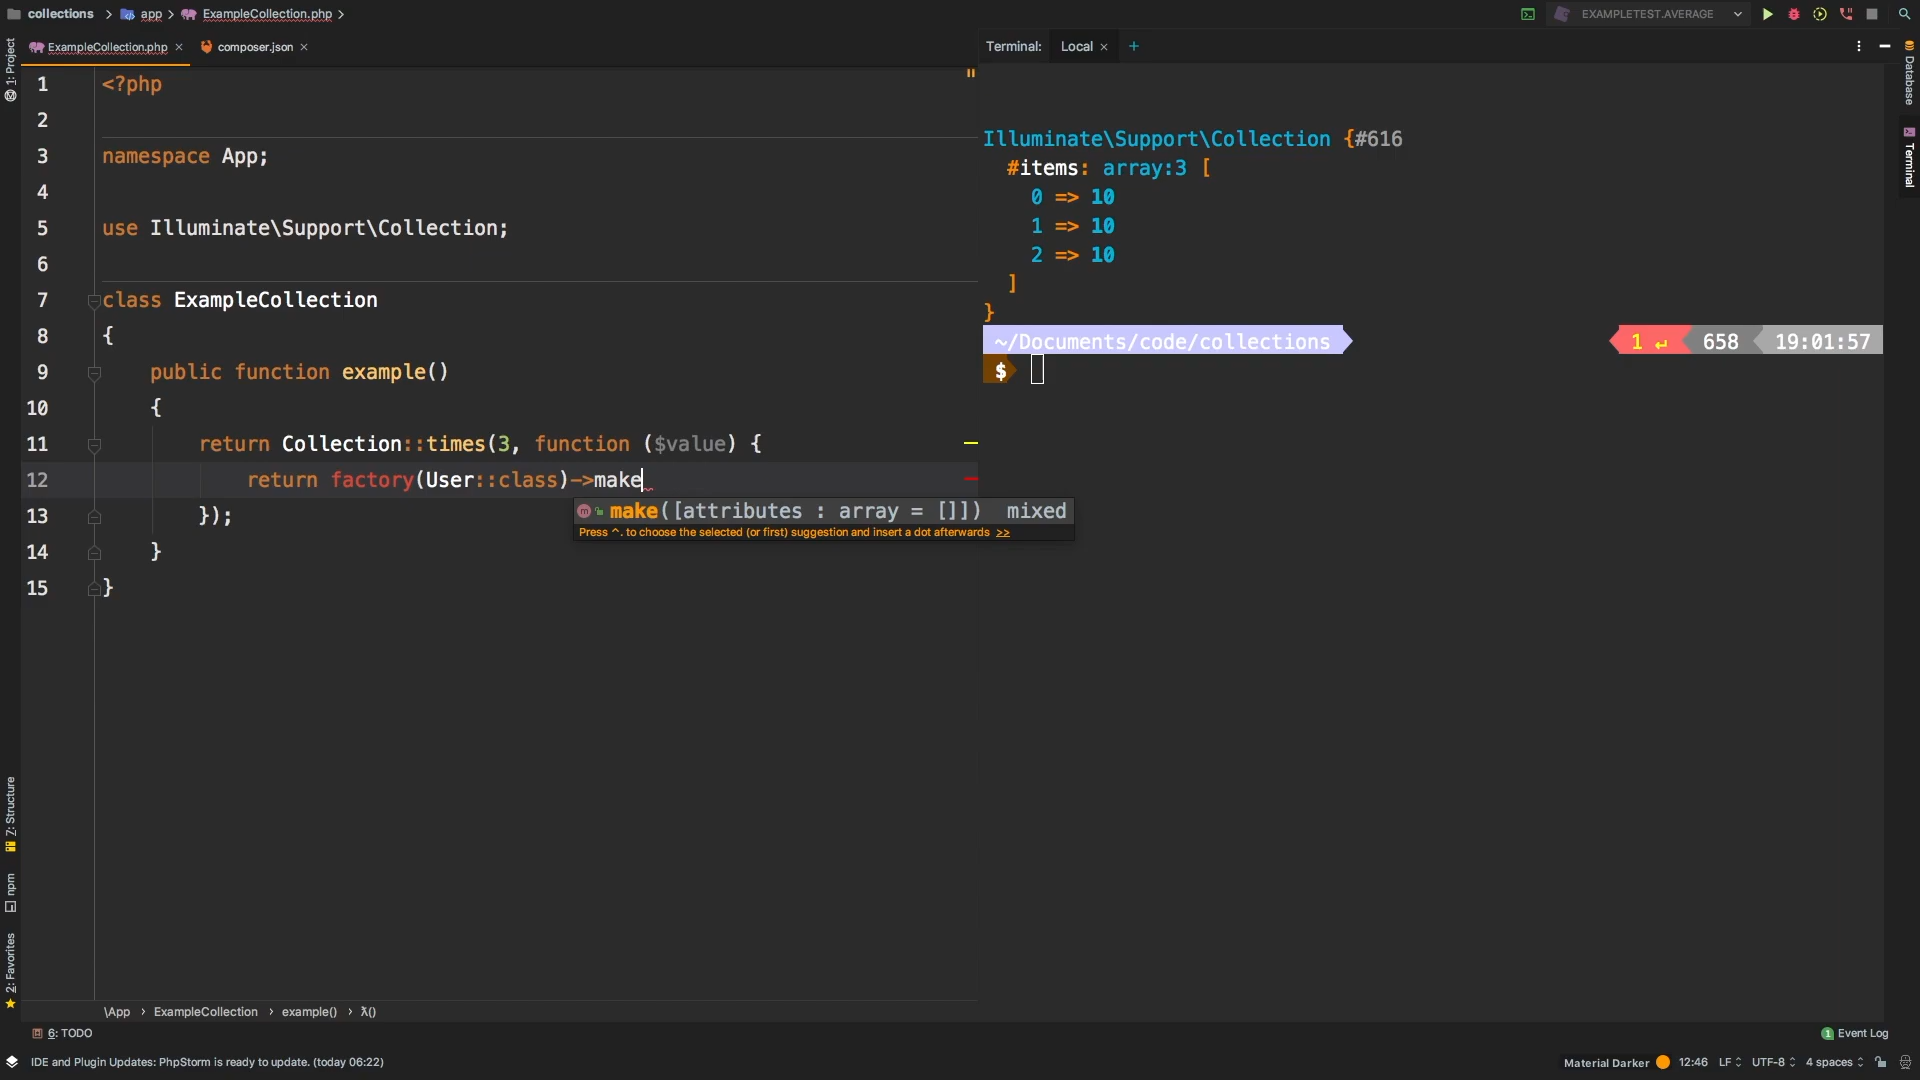 collections > app > ExampleCollection.php >
EXAMPLETEST.AVERAGE
ExampleCollection.php ×
composer.json ×
Terminal: Local × +
1: Project
Database
Terminal
1 <?php
2
3 namespace App;
4
5 use Illuminate\Support\Collection;
6
7 class ExampleCollection
8 {
9 public function example()
10 {
11 return Collection::times(3, function ($value) {
12 return factory(User::class)->make
13 });
14 }
15 }
make([attributes : array = []]) mixed
Press ^. to choose the selected (or first) suggestion and insert a dot afterwards >>
Illuminate\Support\Collection {#616
#items: array:3 [
0 => 10
1 => 10
2 => 10
]
}
~/Documents/code/collections
1 ↵ 658 19:01:57
$
Z: Structure
npm
2: Favorites
\App > ExampleCollection > example() > λ()
6: TODO
1 Event Log
IDE and Plugin Updates: PhpStorm is ready to update. (today 06:22)
Material Darker 12:46 LF UTF-8 4 spaces